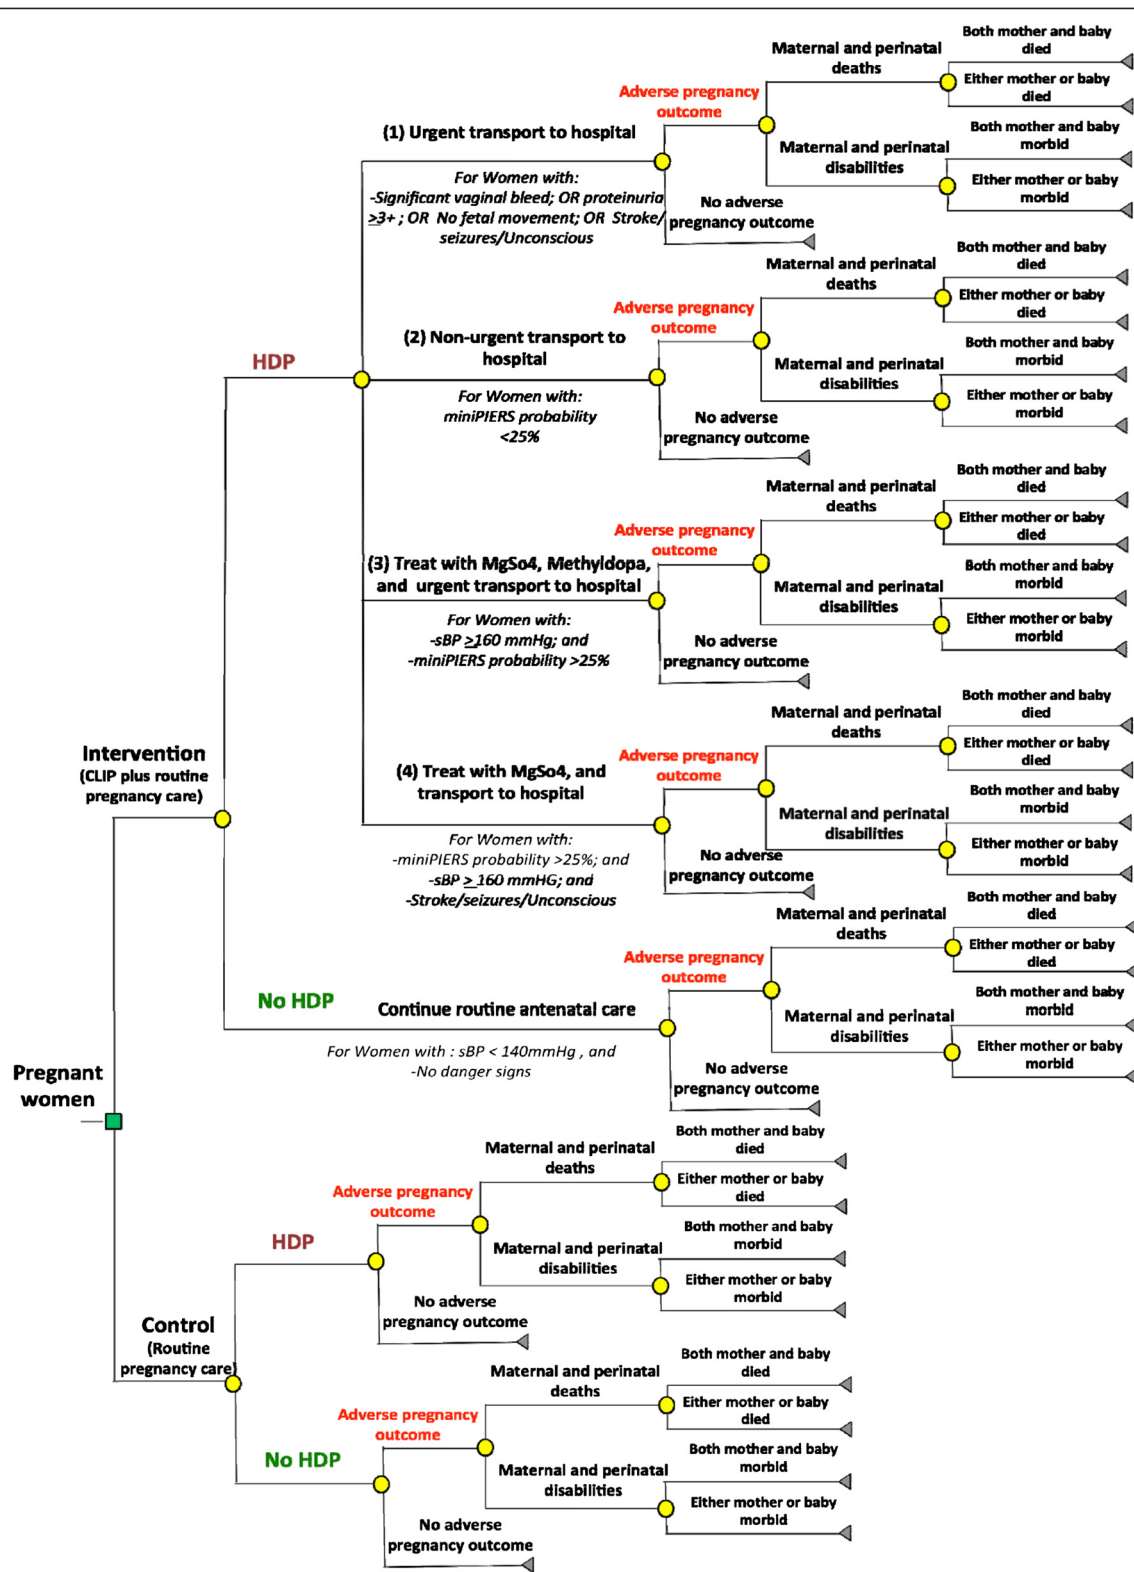 Both mother and baby
died
Maternal and perinatal
deaths
Either mother or baby
died
Adverse pregnancy
outcome
(1) Urgent transport to hospital
Both mother and baby
morbid
Maternal and perinatal
disabilities
Either mother or baby
morbid
For Women with:
-Significant vaginal bleed; OR proteinuria
≥3+ ; OR No fetal movement; OR Stroke/
seizures/Unconscious
No adverse
pregnancy outcome
Both mother and baby
died
Maternal and perinatal
deaths
Either mother or baby
died
Adverse pregnancy
outcome
(2) Non-urgent transport to
hospital
Both mother and baby
morbid
HDP
Maternal and perinatal
disabilities
Either mother or baby
morbid
For Women with:
miniPIERS probability
<25%
No adverse
pregnancy outcome
Both mother and baby
died
Maternal and perinatal
deaths
Either mother or baby
died
Adverse pregnancy
outcome
(3) Treat with MgSo4, Methyldopa,
and urgent transport to hospital
Both mother and baby
morbid
Maternal and perinatal
disabilities
Either mother or baby
morbid
For Women with:
-sBP ≥160 mmHg; and
-miniPIERS probability >25%
No adverse
pregnancy outcome
Both mother and baby
died
Maternal and perinatal
deaths
Either mother or baby
died
Intervention
(CLIP plus routine
pregnancy care)
Adverse pregnancy
outcome
(4) Treat with MgSo4, and
transport to hospital
Both mother and baby
morbid
Maternal and perinatal
disabilities
Either mother or baby
morbid
For Women with:
-miniPIERS probability >25%; and
-sBP ≥ 160 mmHG; and
-Stroke/seizures/Unconscious
No adverse
pregnancy outcome
Both mother and baby
died
Maternal and perinatal
deaths
Either mother or baby
died
Adverse pregnancy
outcome
No HDP
Continue routine antenatal care
Both mother and baby
morbid
Maternal and perinatal
disabilities
Either mother or baby
morbid
For Women with : sBP < 140mmHg , and
-No danger signs
No adverse
pregnancy outcome
Pregnant
women
Both mother and baby
died
Maternal and perinatal
deaths
Either mother or baby
died
Adverse pregnancy
outcome
HDP
Both mother and baby
morbid
Maternal and perinatal
disabilities
Either mother or baby
morbid
No adverse
pregnancy outcome
Control
(Routine
pregnancy care)
Both mother and baby
died
Maternal and perinatal
deaths
Either mother or baby
died
Adverse pregnancy
outcome
No HDP
Both mother and baby
morbid
Maternal and perinatal
disabilities
Either mother or baby
morbid
No adverse
pregnancy outcome